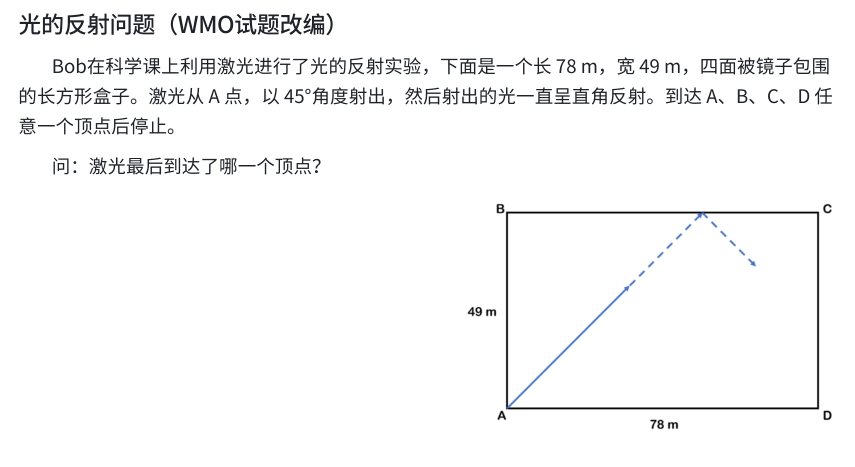 光的反射问题（WMO试题改编）
Bob在科学课上利用激光进行了光的反射实验，下面是一个长 78 m，宽 49 m，四面被镜子包围
的长方形盒子。激光从 A 点，以 45°角度射出，然后射出的光一直呈直角反射。到达 A、B、C、D 任
意一个顶点后停止。
问：激光最后到达了哪一个顶点？
B
C
49 m
A
D
78 m